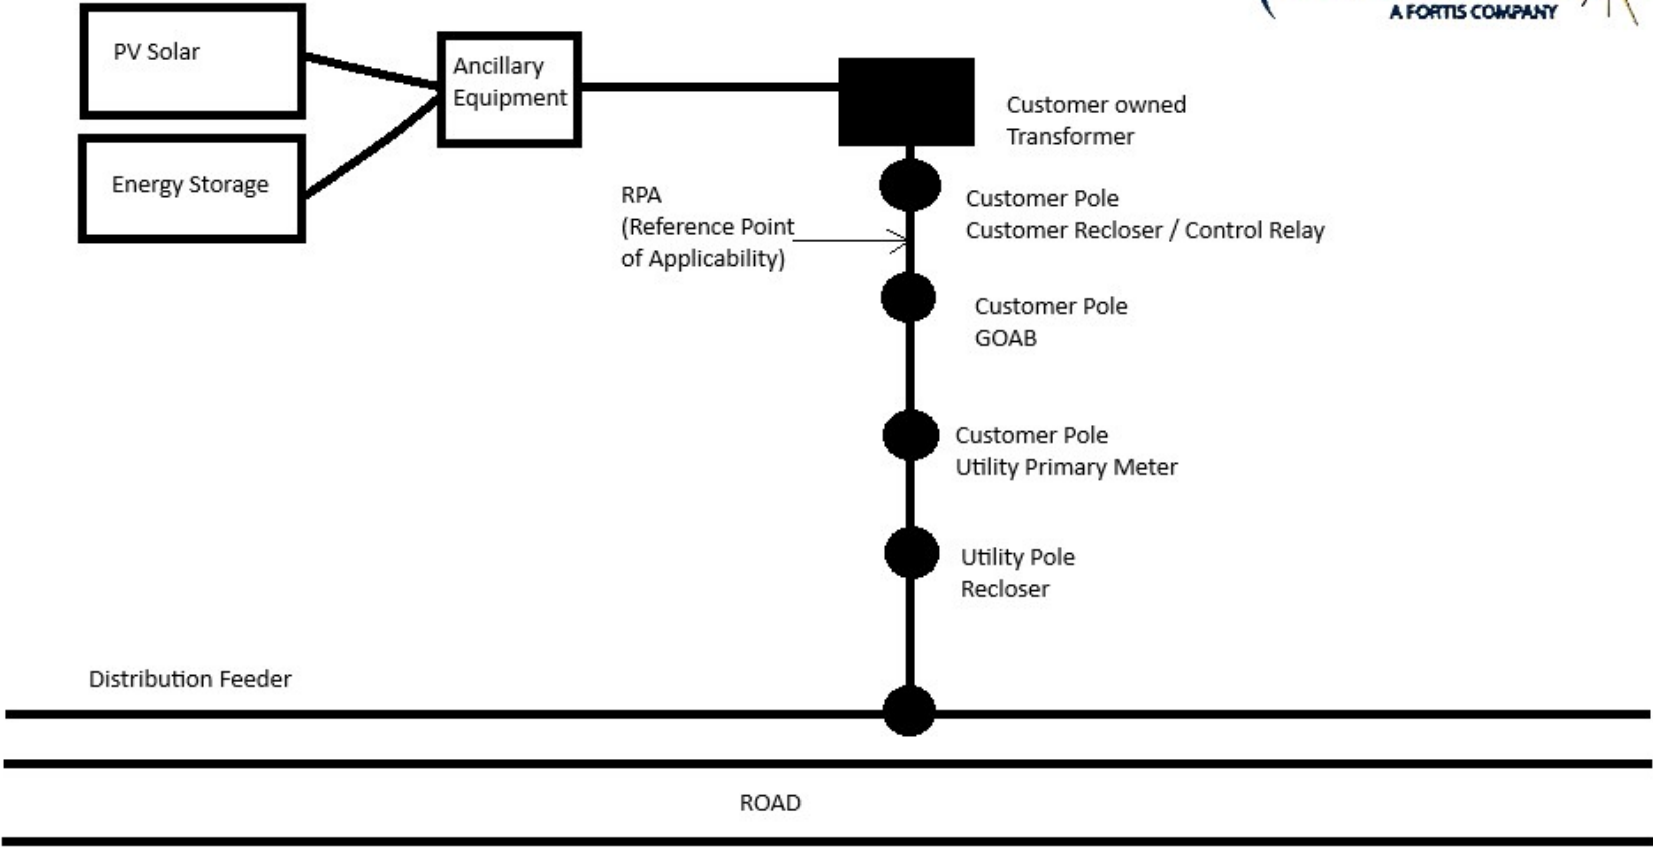 A FORTIS COMPANY
PV Solar
Ancillary
Equipment
Customer owned
Transformer
Energy Storage
RPA
(Reference Point
of Applicability)
Customer Pole
Customer Recloser / Control Relay
Customer Pole
GOAB
Customer Pole
Utility Primary Meter
Utility Pole
Recloser
Distribution Feeder
ROAD